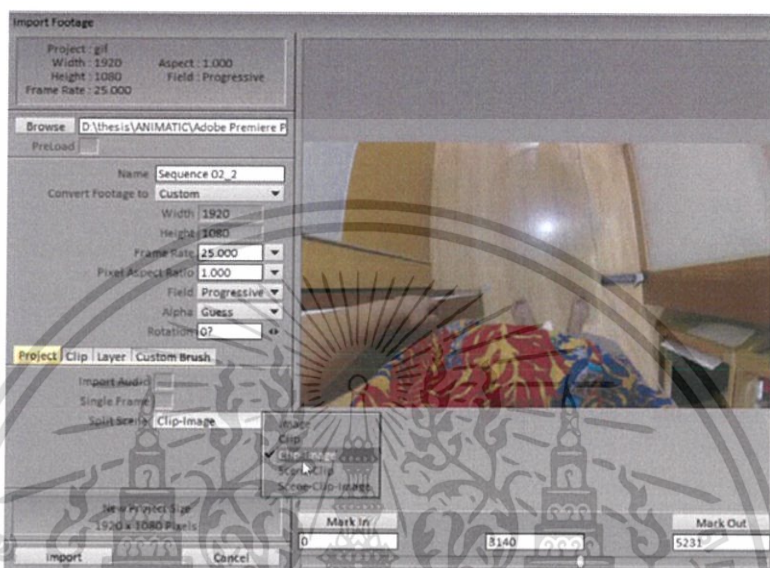 Import Footage
Project : gif
Width : 1920 Aspect : 1.000
Height : 1080 Field : Progressive
Frame Rate : 25.000
Browse D:\thesis\ANIMATIC\Adobe Premiere P
PreLoad
Name Sequence 02_2
Convert Footage to Custom
Width 1920
Height 1080
Frame Rate 25.000
Pixel Aspect Ratio 1.000
Field Progressive
Alpha Guess
Rotation 0?
Project Clip Layer Custom Brush
Import Audio
Single Frame
Split Scene Clip-Image
Image
Clip
Clip-Image
Scene-Clip
Scene-Clip-Image
New Project Size
1920 x 1080 Pixels
Mark In Mark Out
0 3140 5231
Import Cancel